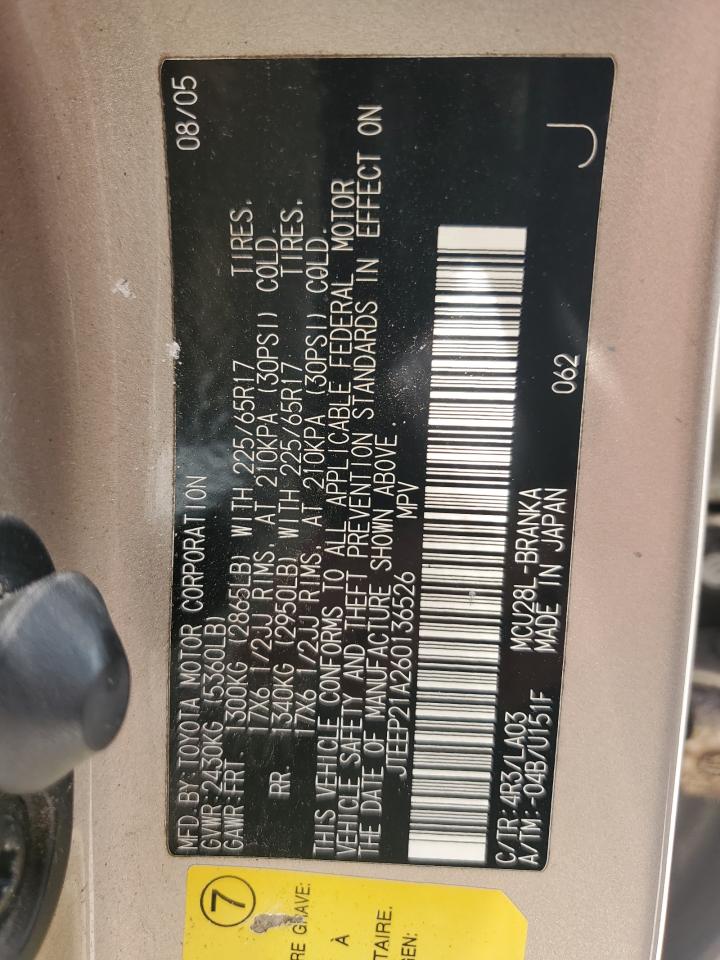 MFD. BY: TOYOTA MOTOR CORPORATION 08/05
GVWR: 2430KG (5360LB)
GAWR: FRT. 1300KG (2865LB) WITH 225/65R17 TIRES,
17X6 1/2JJ RIMS, AT 210KPA (30PSI) COLD.
RR. 1340KG (2950LB) WITH 225/65R17 TIRES,
17X6 1/2JJ RIMS, AT 210KPA (30PSI) COLD.
THIS VEHICLE CONFORMS TO ALL APPLICABLE FEDERAL MOTOR
VEHICLE SAFETY AND THEFT PREVENTION STANDARDS IN EFFECT ON
THE DATE OF MANUFACTURE SHOWN ABOVE.
JTEEP21A260136526 MPV
C/TR: 4R3/LA03 MCU28L-BRANKA 062
A/TM: -04B/U151F MADE IN JAPAN J
7
RE GRAVE:
À
TAIRE.
GEN: